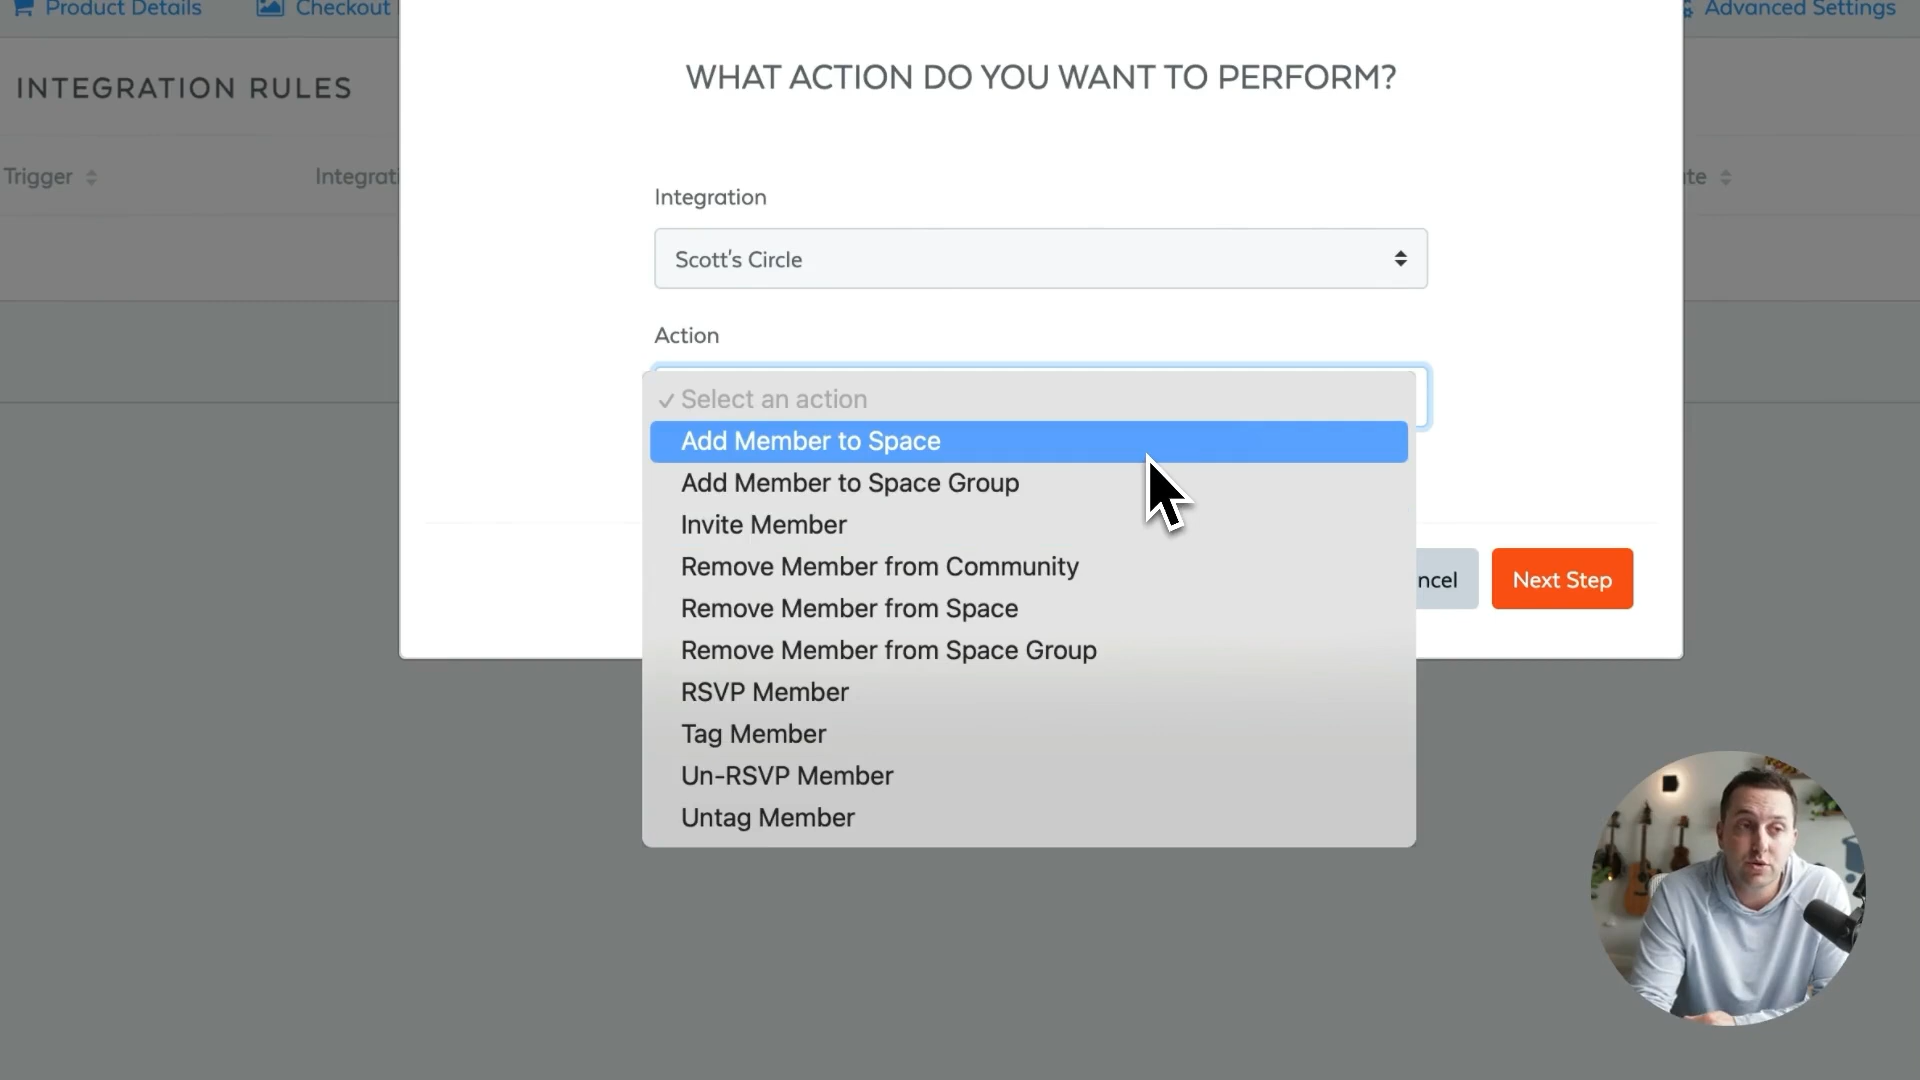 Product Details
Checkout
Advanced Settings
INTEGRATION RULES
WHAT ACTION DO YOU WANT TO PERFORM?
Trigger
Integrati
te
Integration
Scott's Circle
Action
✓ Select an action
Add Member to Space
Add Member to Space Group
Invite Member
Remove Member from Community
Remove Member from Space
Remove Member from Space Group
RSVP Member
Tag Member
Un-RSVP Member
Untag Member
ncel
Next Step